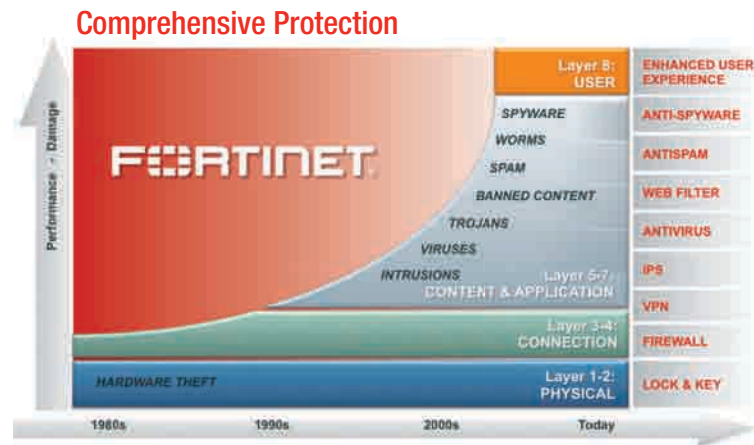 Comprehensive Protection
Performance - Damage
FORTINET
Layer 8:
USER
SPYWARE
WORMS
SPAM
BANNED CONTENT
TROJANS
VIRUSES
INTRUSIONS
Layer 5-7:
CONTENT & APPLICATION
Layer 3-4:
CONNECTION
HARDWARE THEFT
Layer 1-2:
PHYSICAL
ENHANCED USER
EXPERIENCE
ANTI-SPYWARE
ANTISPAM
WEB FILTER
ANTIVIRUS
IPS
VPN
FIREWALL
LOCK & KEY
1980s
1990s
2000s
Today